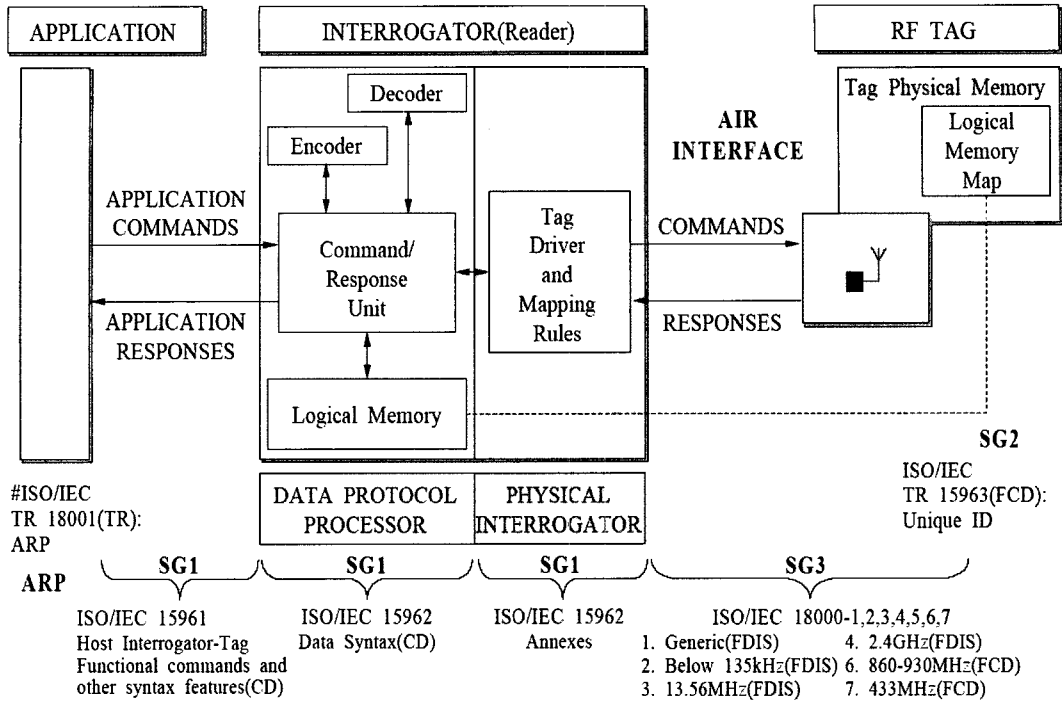 APPLICATION
INTERROGATOR(Reader)
RF TAG
Decoder
Encoder
Tag Physical Memory
Logical
Memory
Map
AIR
INTERFACE
APPLICATION
COMMANDS
Command/
Response
Unit
Tag
Driver
and
Mapping
Rules
COMMANDS
APPLICATION
RESPONSES
RESPONSES
Logical Memory
SG2
#ISO/IEC
TR 18001(TR):
ARP
DATA PROTOCOL
PROCESSOR
PHYSICAL
INTERROGATOR
ISO/IEC
TR 15963(FCD):
Unique ID
ARP
SG1
SG1
SG1
SG3
ISO/IEC 15961
Host Interrogator-Tag
Functional commands and
other syntax features(CD)
ISO/IEC 15962
Data Syntax(CD)
ISO/IEC 15962
Annexes
ISO/IEC 18000-1,2,3,4,5,6,7
1. Generic(FDIS)
2. Below 135kHz(FDIS)
3. 13.56MHz(FDIS)
4. 2.4GHz(FDIS)
6. 860-930MHz(FCD)
7. 433MHz(FCD)